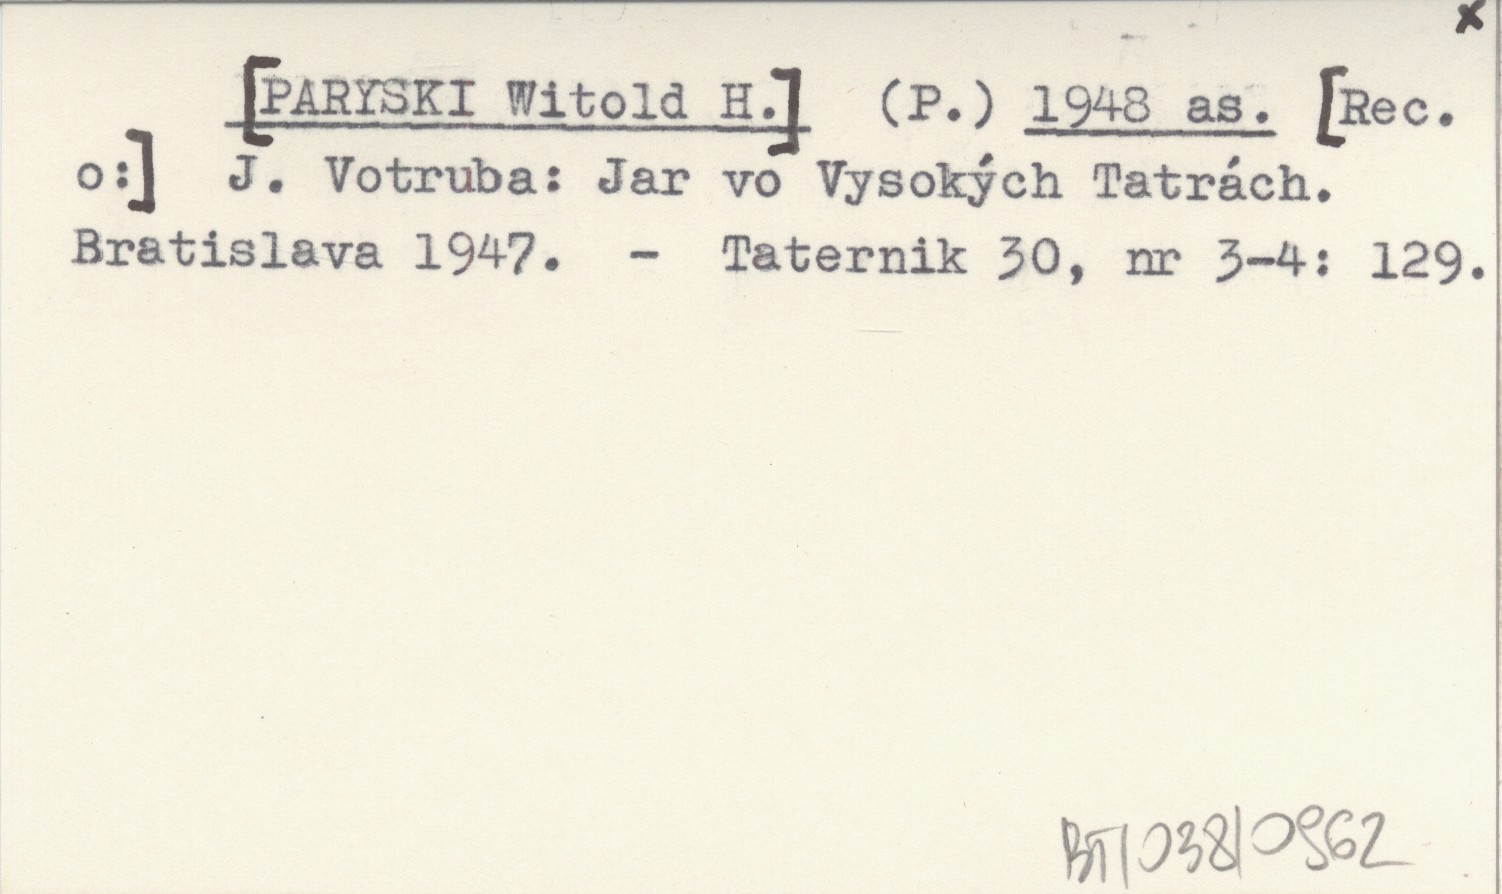 x
[PARYSKI Witold H.] (P.) 1948 as. [Rec.
o:] J. Votruba: Jar vo Vysokých Tatrách.
Bratislava 1947. - Taternik 30, nr 3-4: 129.
BT/038/0962